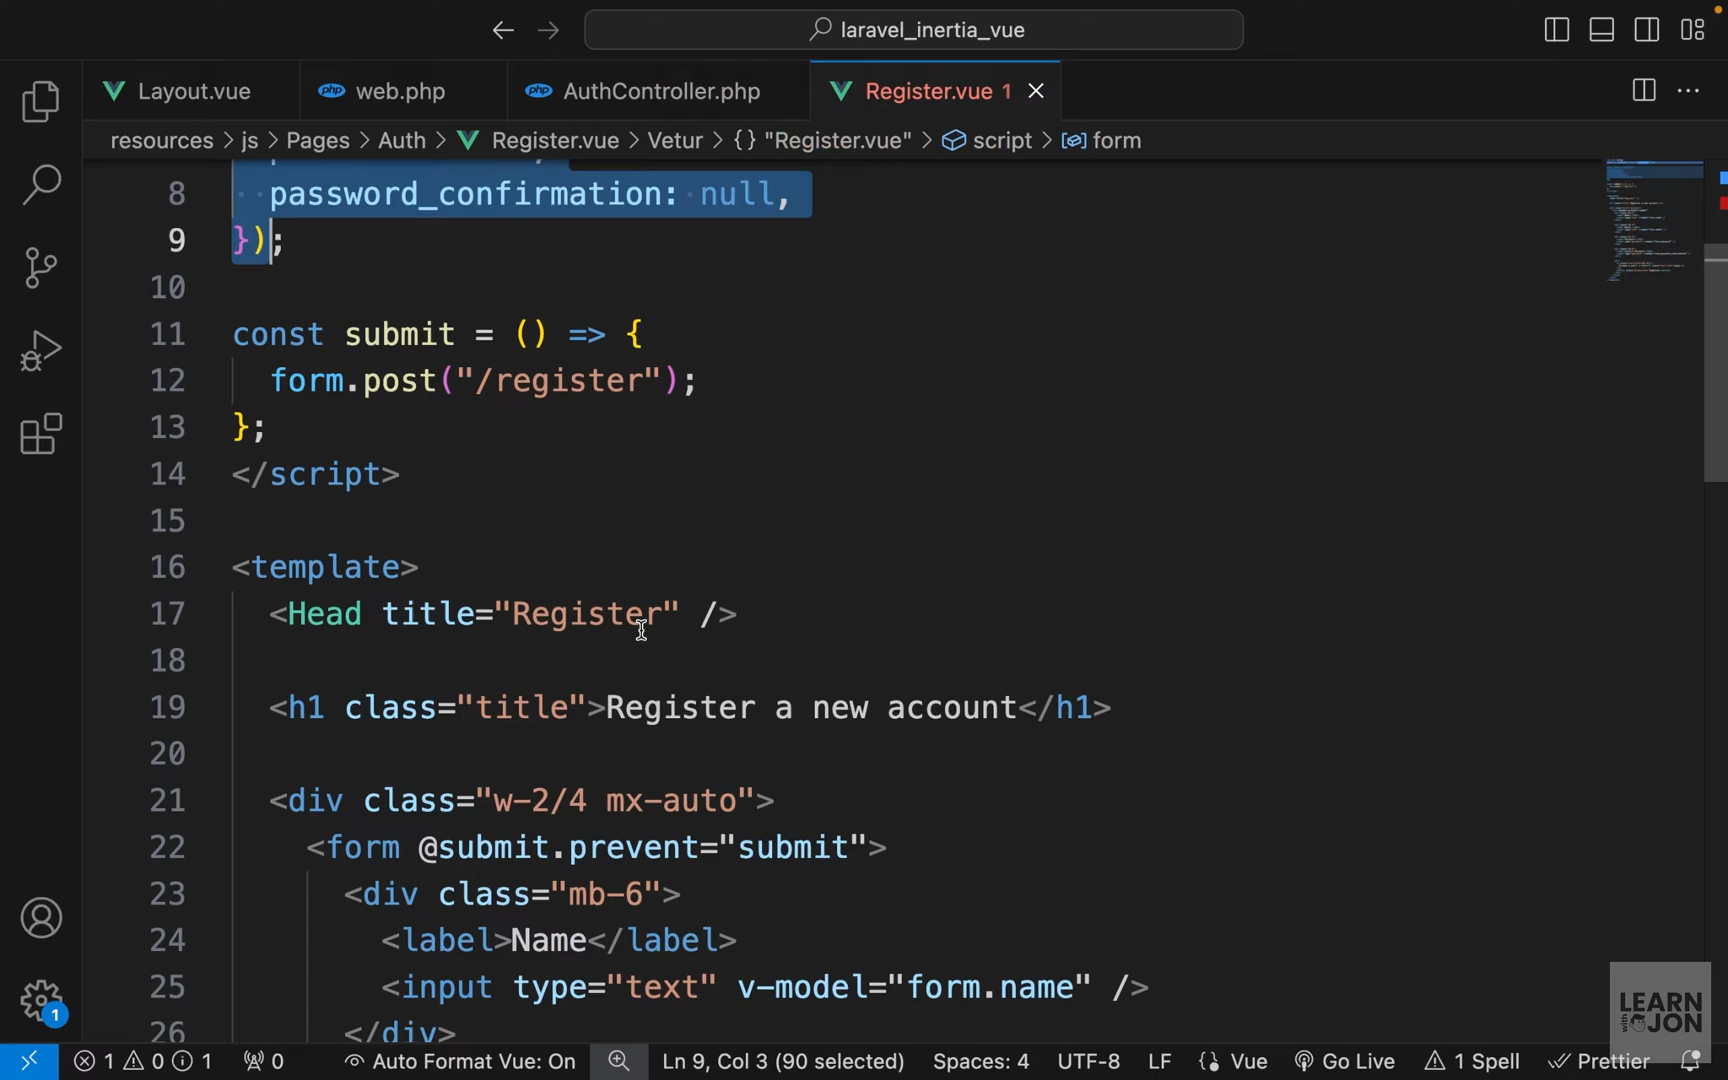 laravel_inertia_vue
Layout.vue
php web.php
php AuthController.php
Register.vue 1
resources > js > Pages > Auth > Register.vue > Vetur > {} "Register.vue" > script > form
8 password_confirmation: null,
9 });
10
11 const submit = () => {
12 form.post("/register");
13 };
14 </script>
15
16 <template>
17 <Head title="Register" />
18
19 <h1 class="title">Register a new account</h1>
20
21 <div class="w-2/4 mx-auto">
22 <form @submit.prevent="submit">
23 <div class="mb-6">
24 <label>Name</label>
25 <input type="text" v-model="form.name" />
26 </div>
LEARN
with
JON
1
1 0 1 0 Auto Format Vue: On Ln 9, Col 3 (90 selected) Spaces: 4 UTF-8 LF {} Vue Go Live 1 Spell Prettier